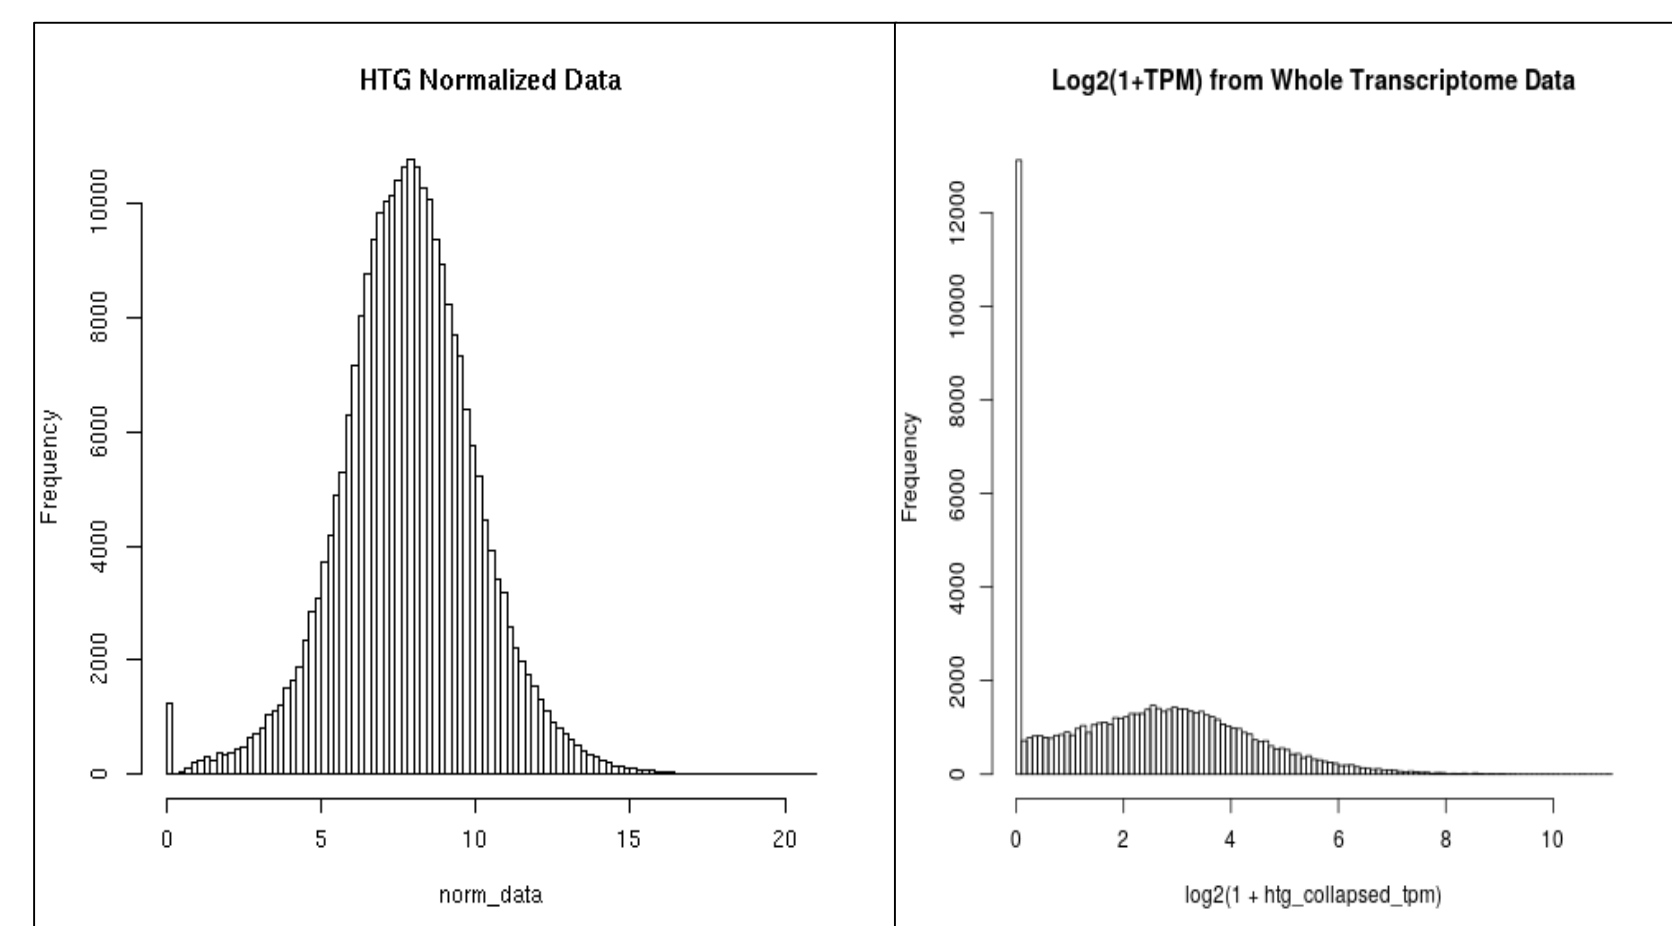 HTG Normalized Data
Frequency
10000
8000
6000
4000
2000
0
0 5 10 15 20
norm_data
Log2(1+TPM) from Whole Transcriptome Data
Frequency
12000
10000
8000
6000
4000
2000
0
0 2 4 6 8 10
log2(1 + htg_collapsed_tpm)